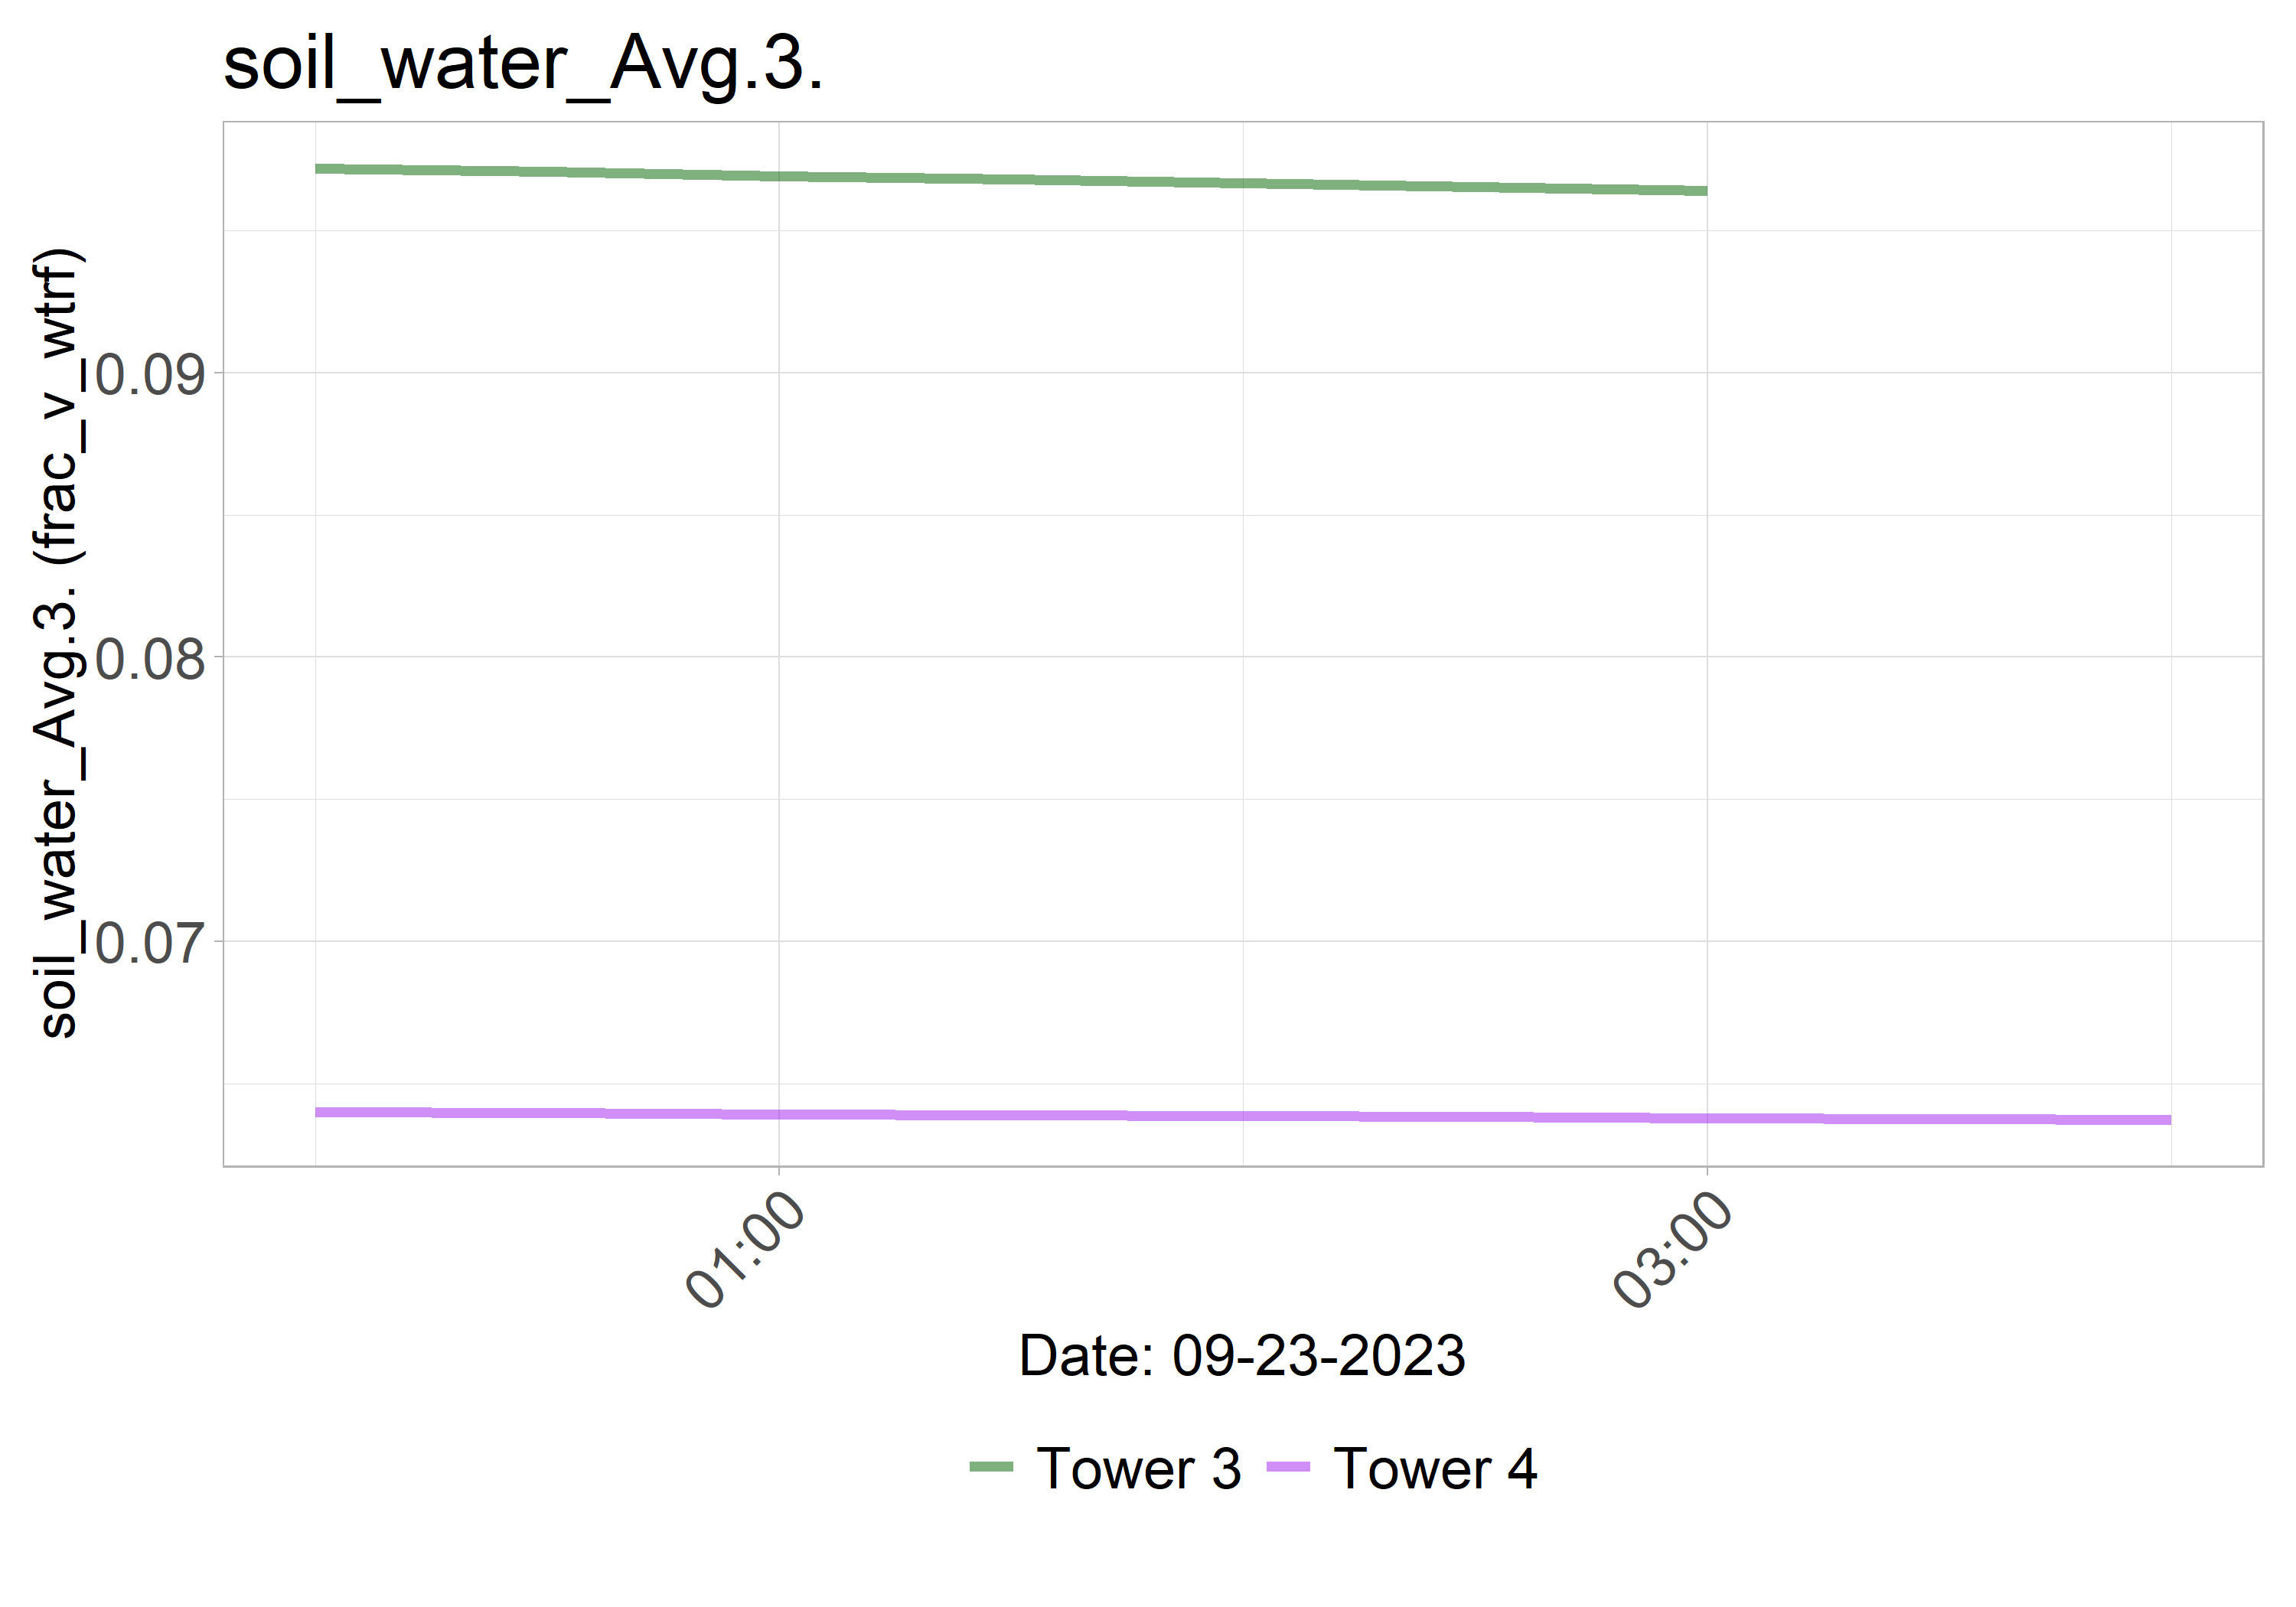 soil_water_Avg.3.
soil_water_Avg.3. (frac_v_wtrf)
0.09
0.08
0.07
01:00
03:00
Date: 09-23-2023
Tower 3
Tower 4